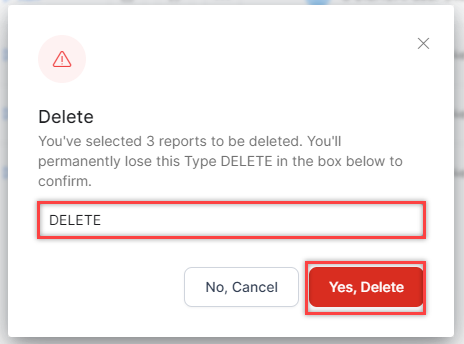 Delete
You've selected 3 reports to be deleted. You'll
permanently lose this Type DELETE in the box below to
confirm.
DELETE
No, Cancel
Yes, Delete